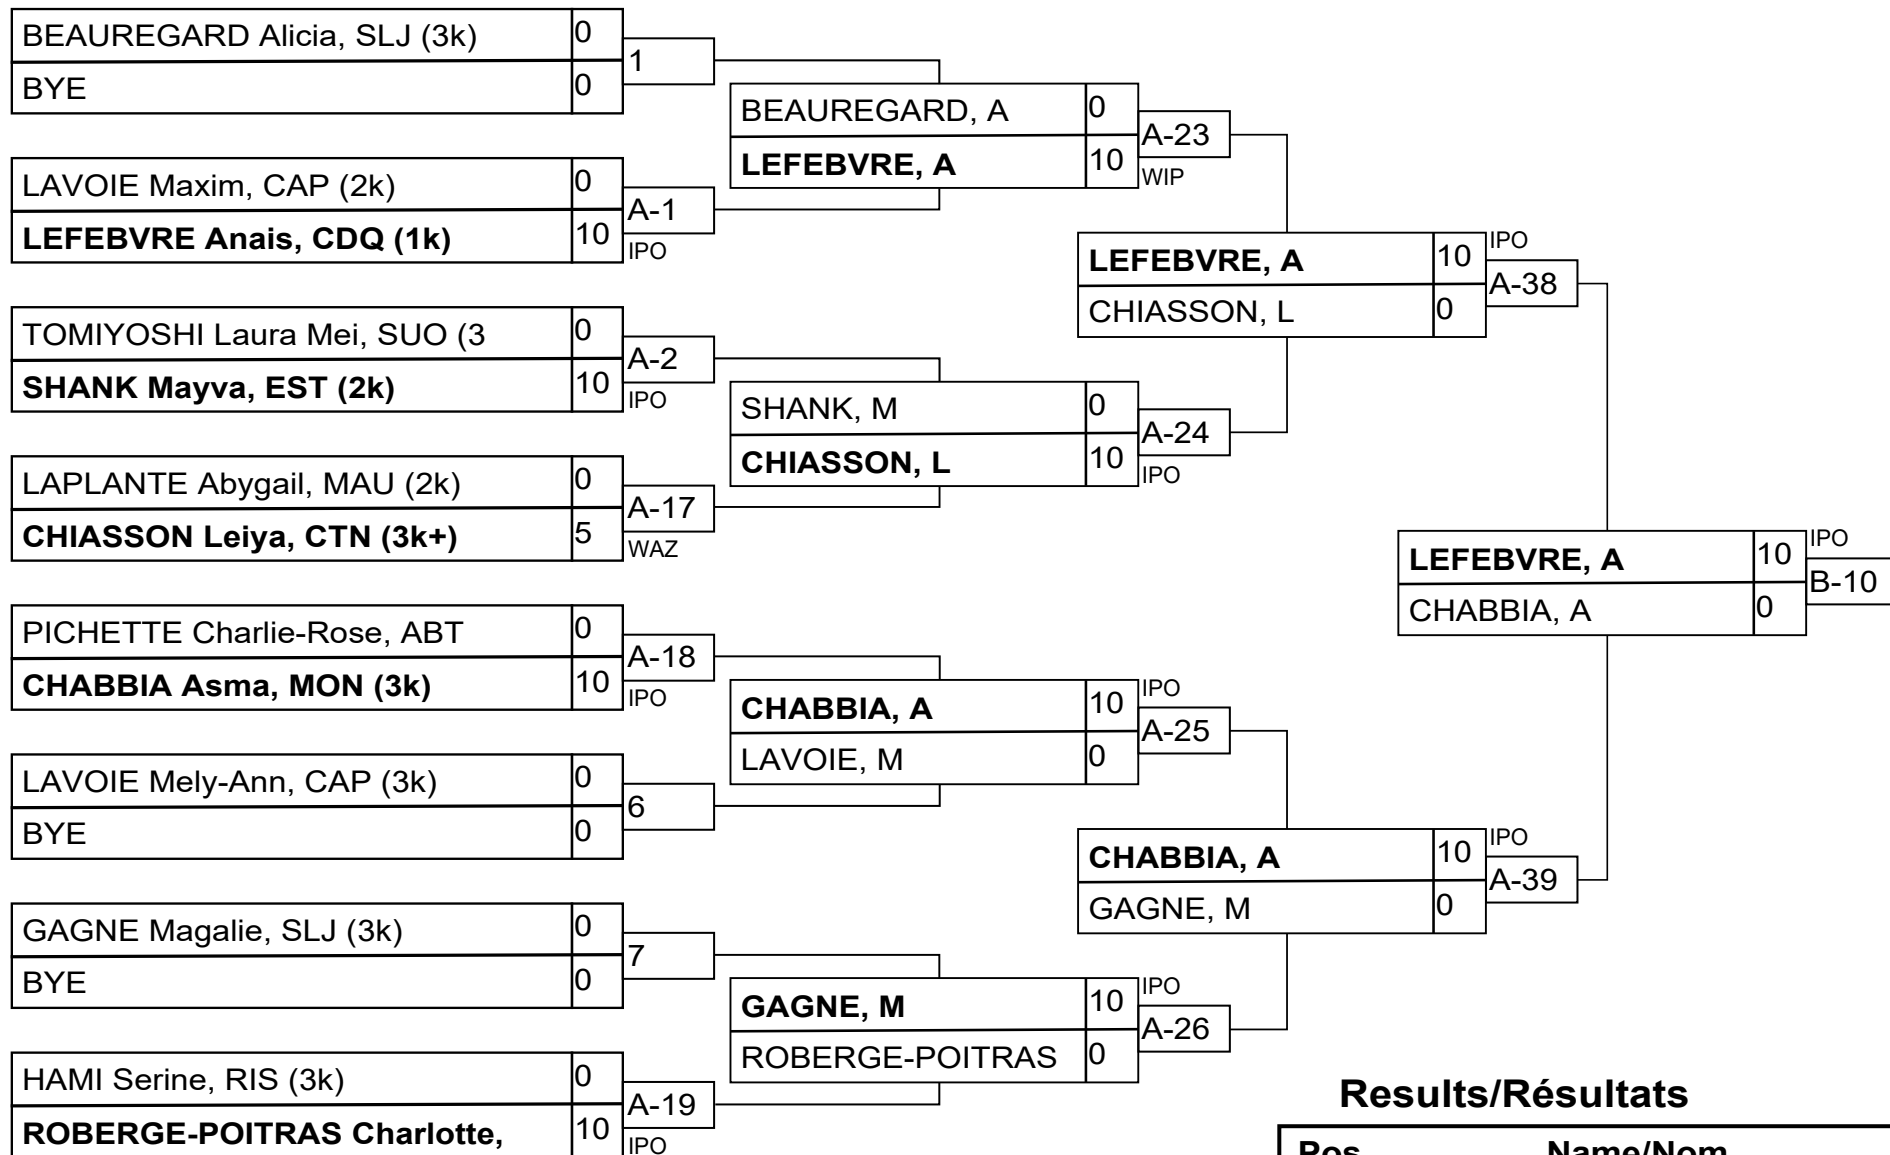 BEAUREGARD Alicia, SLJ (3k) 0
1
BYE 0
LAVOIE Maxim, CAP (2k) 0
A-1
LEFEBVRE Anais, CDQ (1k) 10
IPO
TOMIYOSHI Laura Mei, SUO (3 0
A-2
SHANK Mayva, EST (2k) 10
IPO
LAPLANTE Abygail, MAU (2k) 0
A-17
CHIASSON Leiya, CTN (3k+) 5
WAZ
PICHETTE Charlie-Rose, ABT 0
A-18
CHABBIA Asma, MON (3k) 10
IPO
LAVOIE Mely-Ann, CAP (3k) 0
6
BYE 0
GAGNE Magalie, SLJ (3k) 0
7
BYE 0
HAMI Serine, RIS (3k) 0
A-19
ROBERGE-POITRAS Charlotte, 10
IPO
BEAUREGARD, A 0
A-23
LEFEBVRE, A 10
WIP
SHANK, M 0
A-24
CHIASSON, L 10
IPO
CHABBIA, A 10
IPO
A-25
LAVOIE, M 0
GAGNE, M 10
IPO
A-26
ROBERGE-POITRAS 0
LEFEBVRE, A 10
IPO
A-38
CHIASSON, L 0
CHABBIA, A 10
IPO
A-39
GAGNE, M 0
LEFEBVRE, A 10
IPO
B-10
CHABBIA, A 0
Results/Résultats
Pos Name/Nom